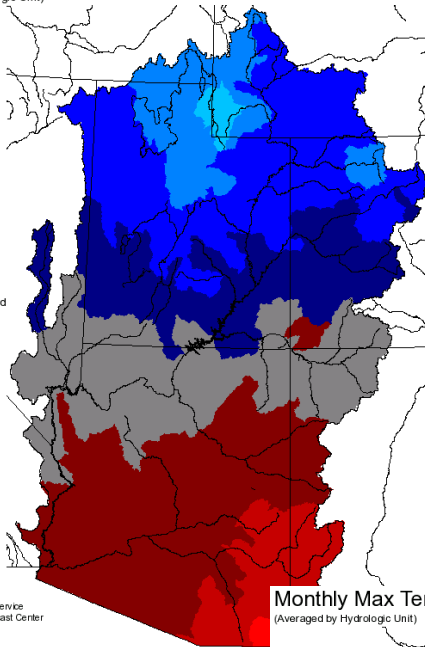 d
ervice
ast Center
Monthly Max Te
(Averaged by Hydrologic Unit)